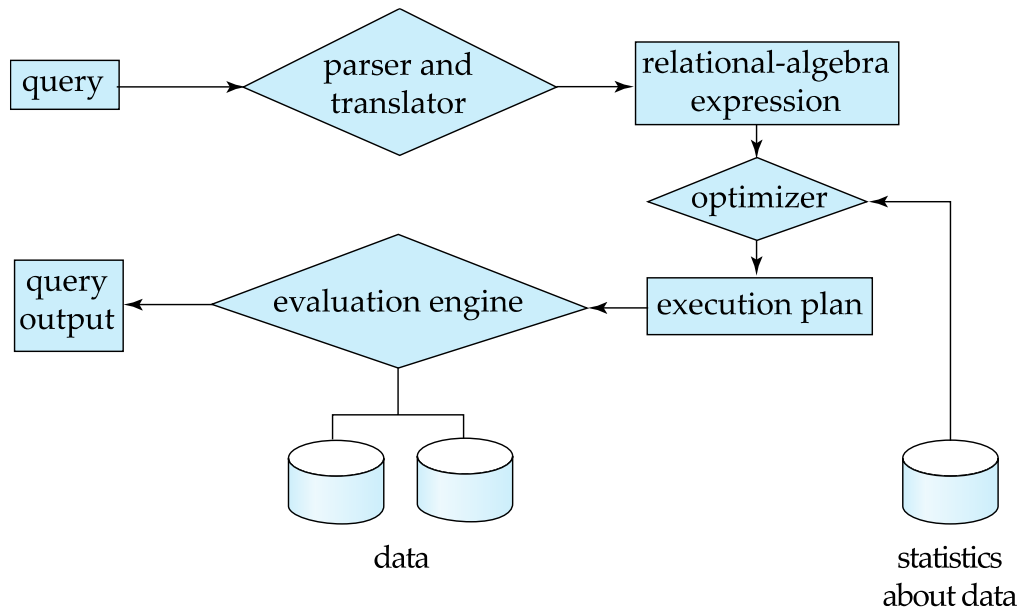 query
parser and
translator
relational-algebra
expression
optimizer
query
output
evaluation engine
execution plan
data
statistics
about data